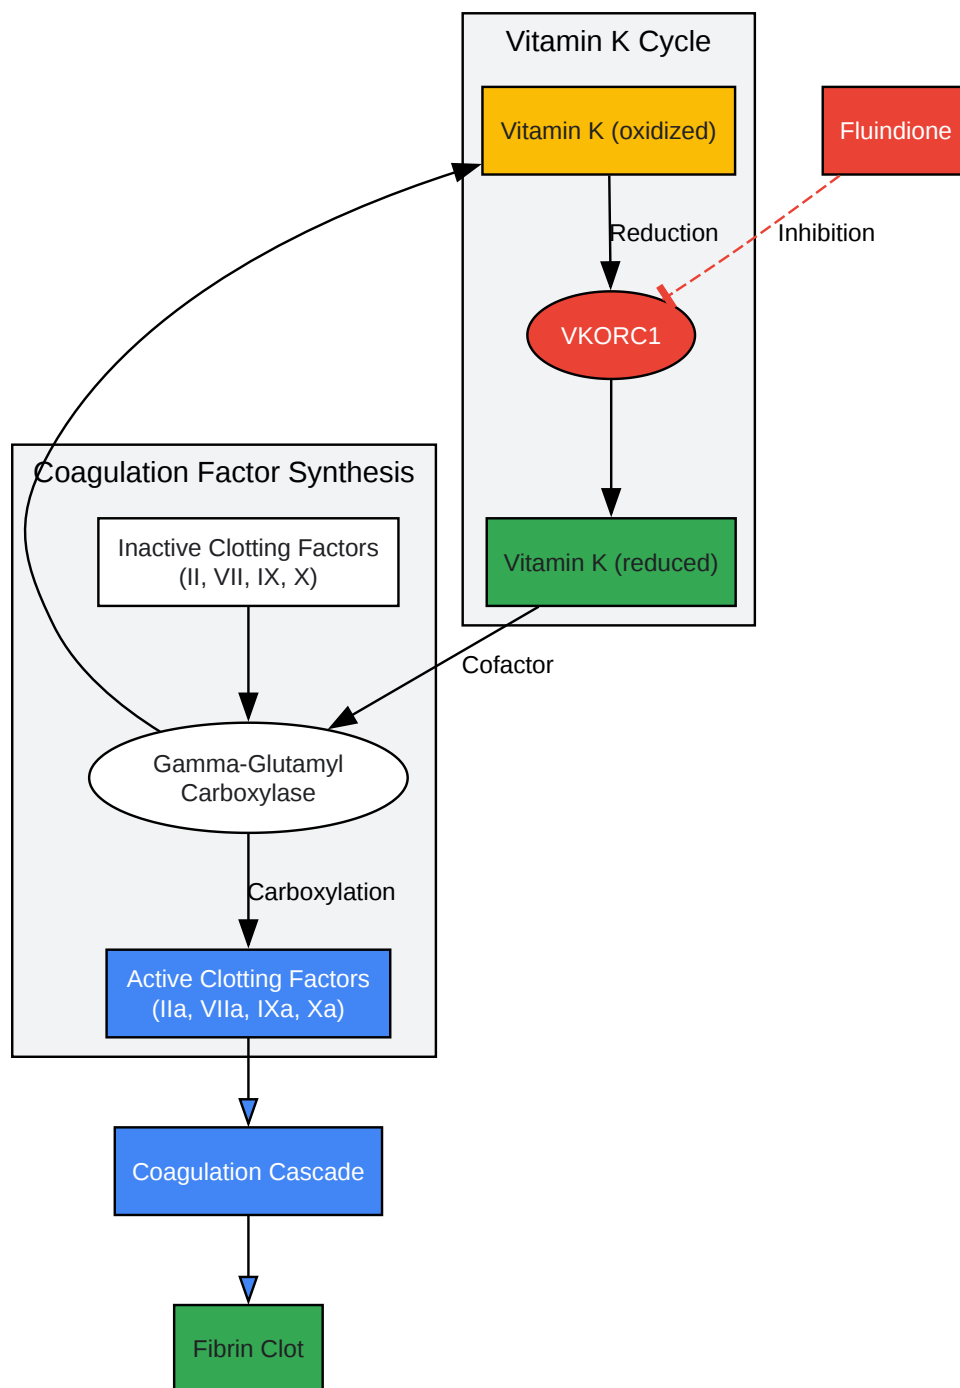 Vitamin K Cycle
Vitamin K (oxidized)
Fluindione
Reduction
Inhibition
VKORC1
Coagulation Factor Synthesis
Inactive Clotting Factors
(II, VII, IX, X)
Vitamin K (reduced)
Cofactor
Gamma-Glutamyl
Carboxylase
Carboxylation
Active Clotting Factors
(IIa, VIIa, IXa, Xa)
Coagulation Cascade
Fibrin Clot